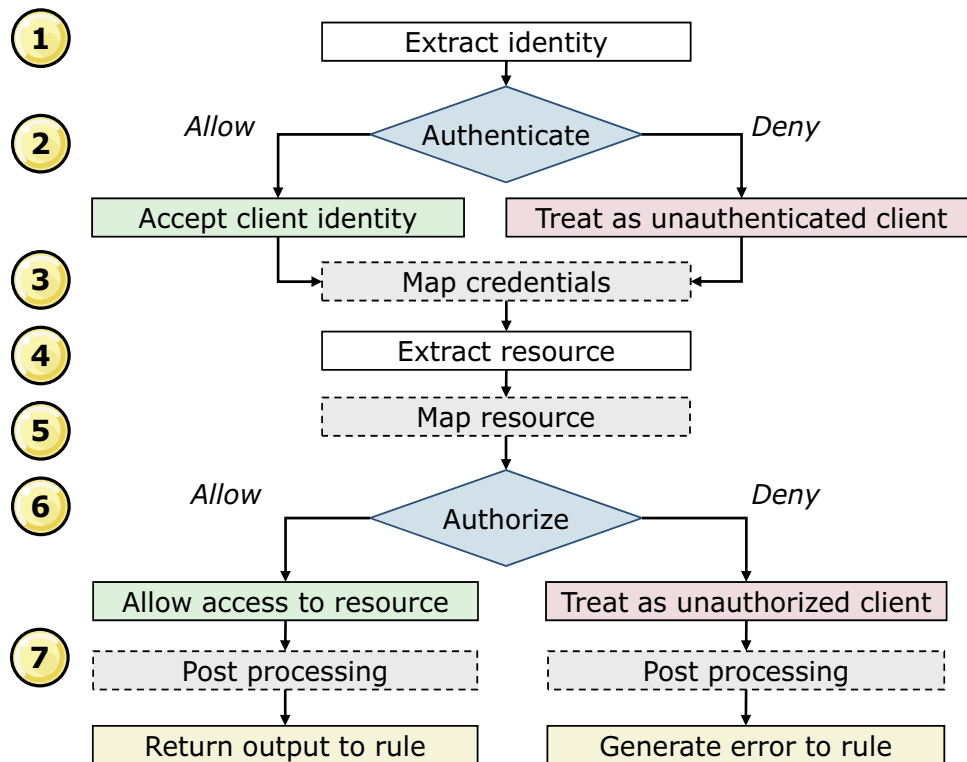 1
Extract identity
Allow
Deny
2
Authenticate
Accept client identity
Treat as unauthenticated client
3
Map credentials
4
Extract resource
5
Map resource
6
Allow
Deny
Authorize
Allow access to resource
Treat as unauthorized client
7
Post processing
Post processing
Return output to rule
Generate error to rule